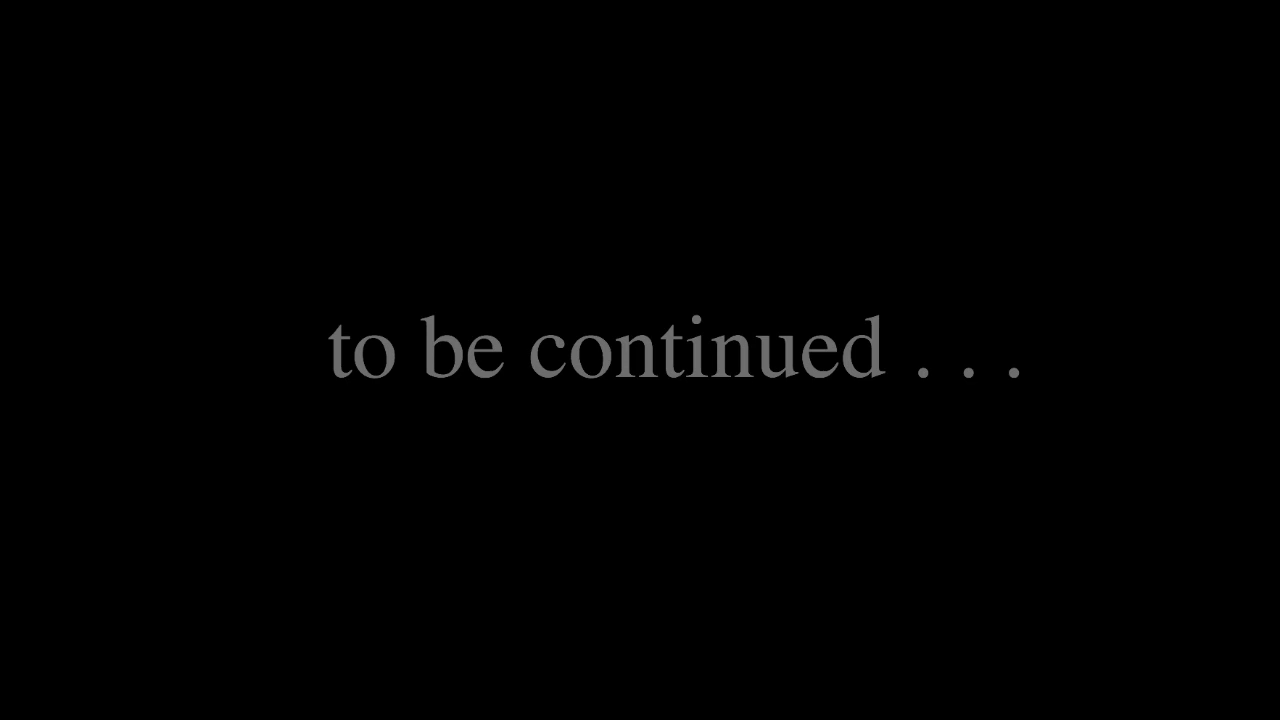 to be continued . . .